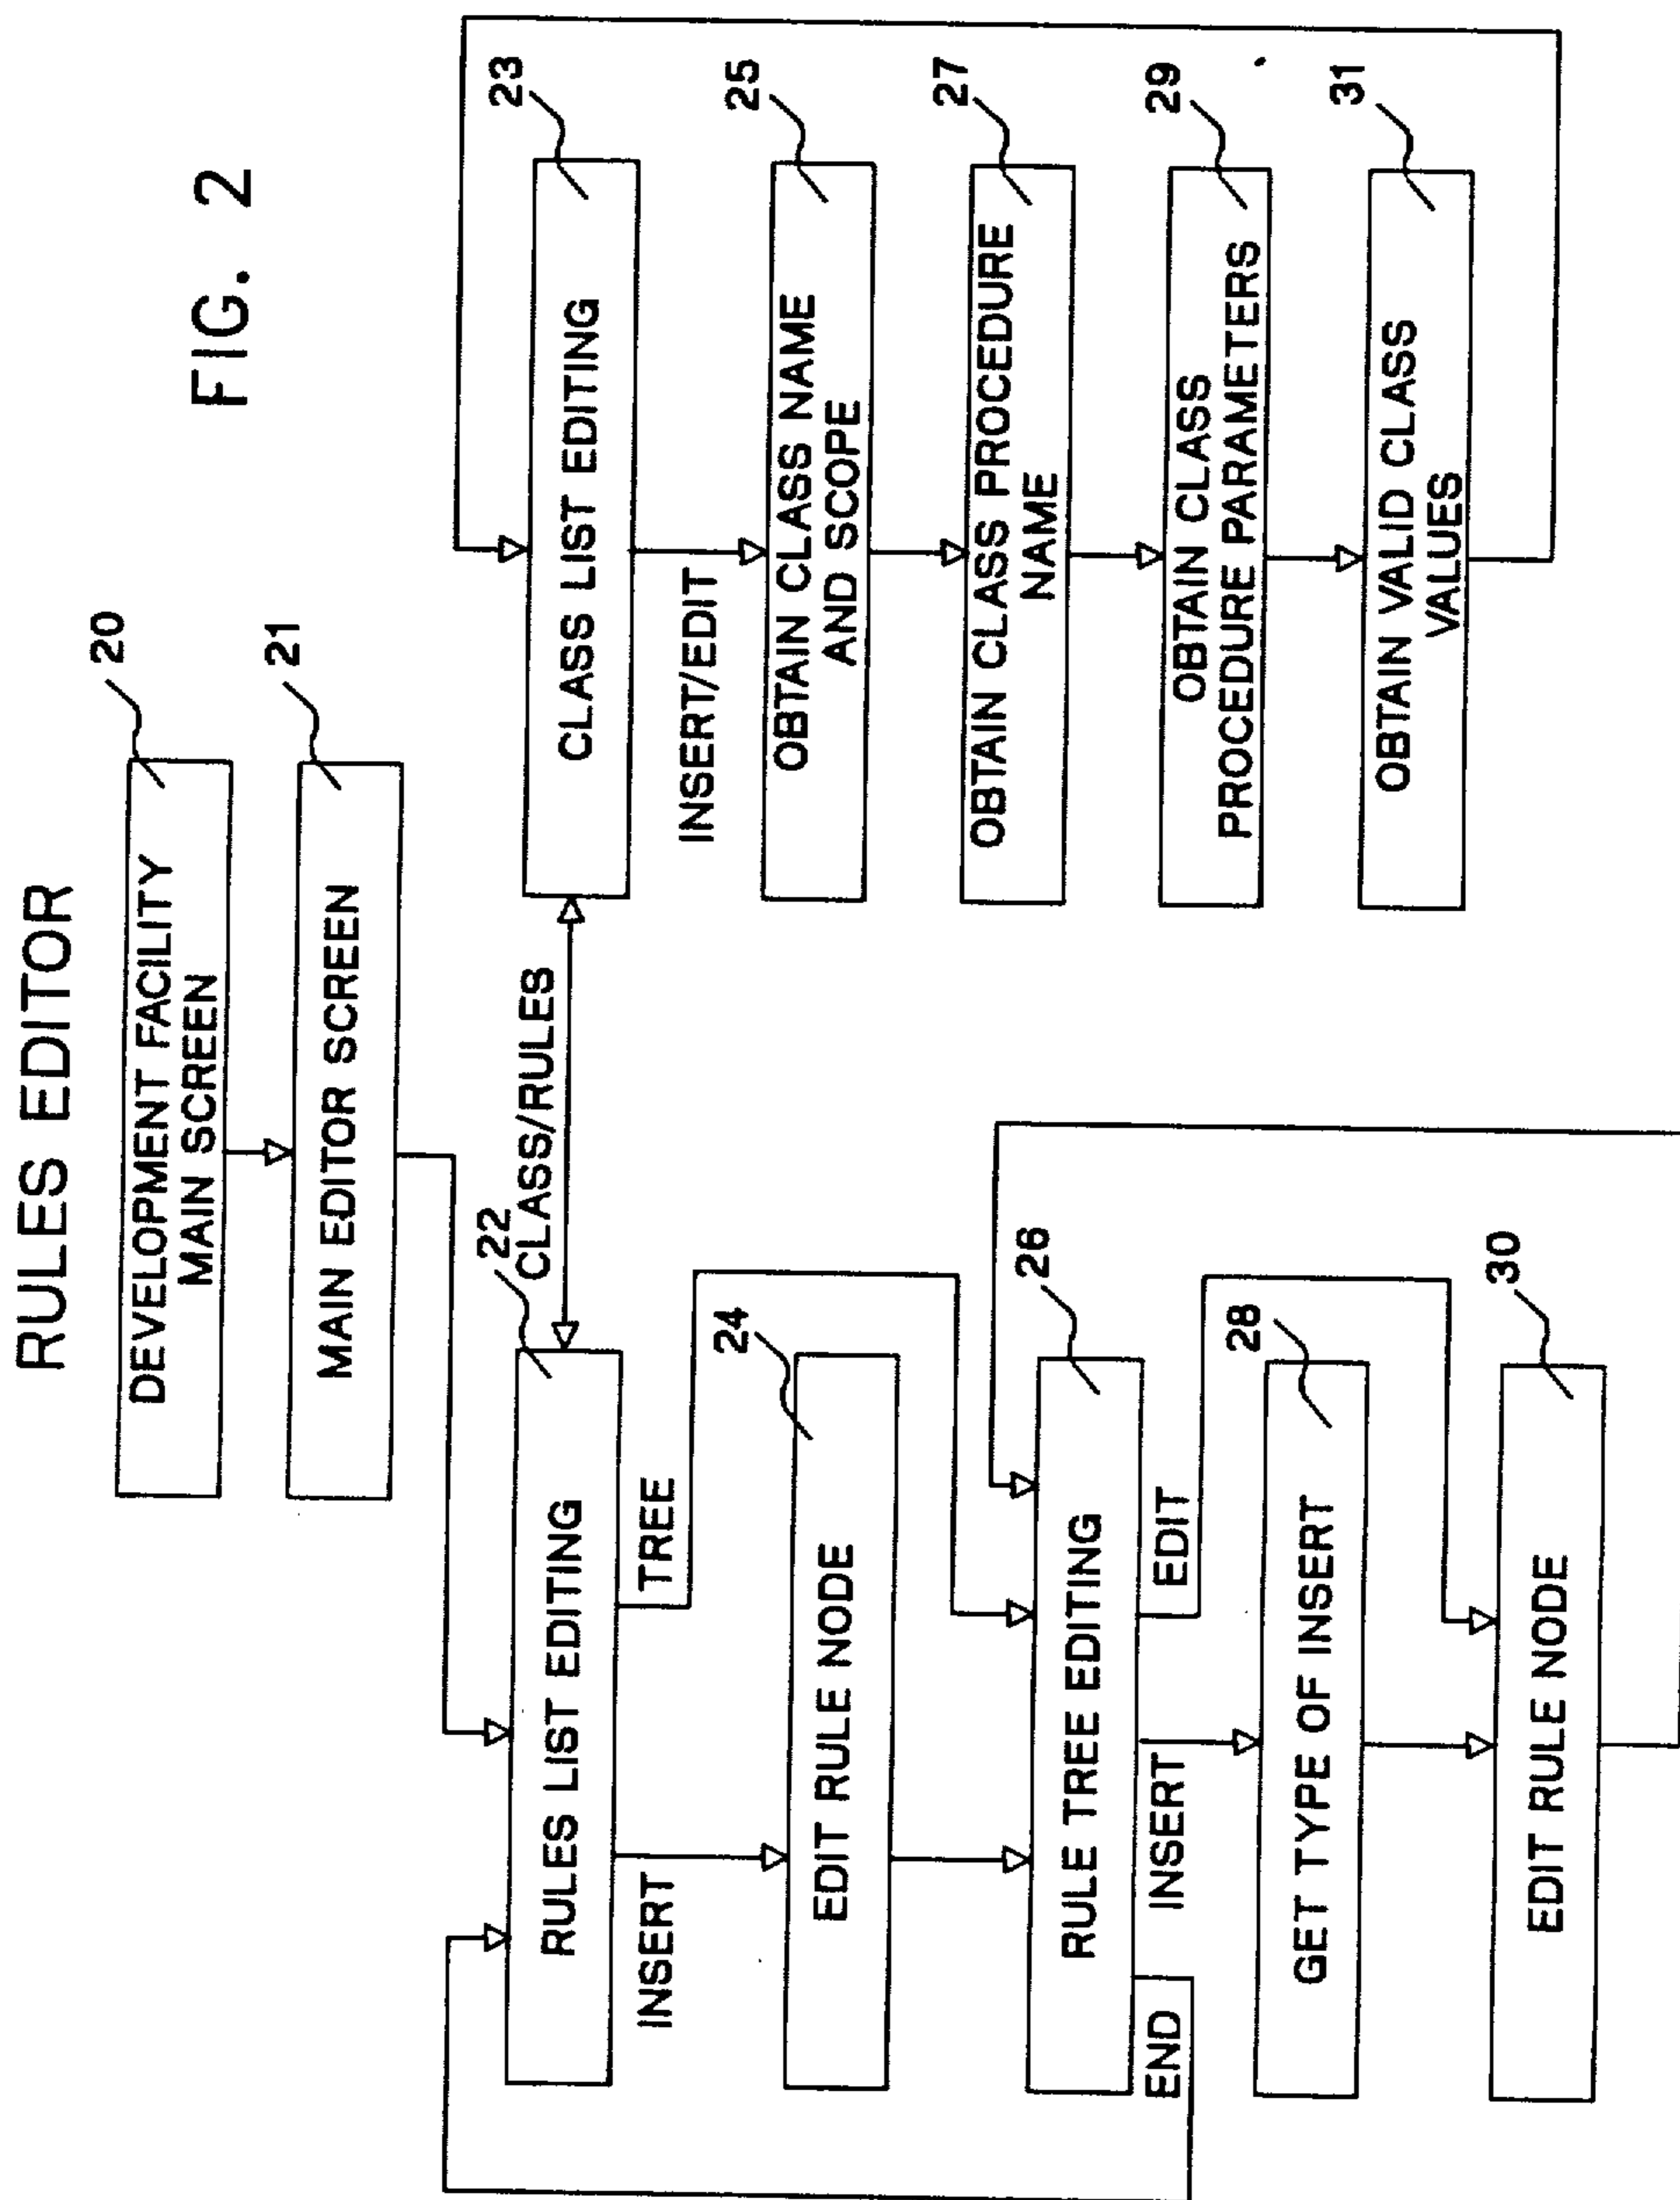 RULES EDITOR
FIG. 2
20
DEVELOPMENT FACILITY
MAIN SCREEN
21
MAIN EDITOR SCREEN
22
CLASS/RULES
RULES LIST EDITING
INSERT
TREE
24
EDIT RULE NODE
26
RULE TREE EDITING
END
INSERT
EDIT
28
GET TYPE OF INSERT
30
EDIT RULE NODE
23
CLASS LIST EDITING
INSERT/EDIT
25
OBTAIN CLASS NAME
AND SCOPE
27
OBTAIN CLASS PROCEDURE
NAME
29
OBTAIN CLASS
PROCEDURE PARAMETERS
31
OBTAIN VALID CLASS
VALUES